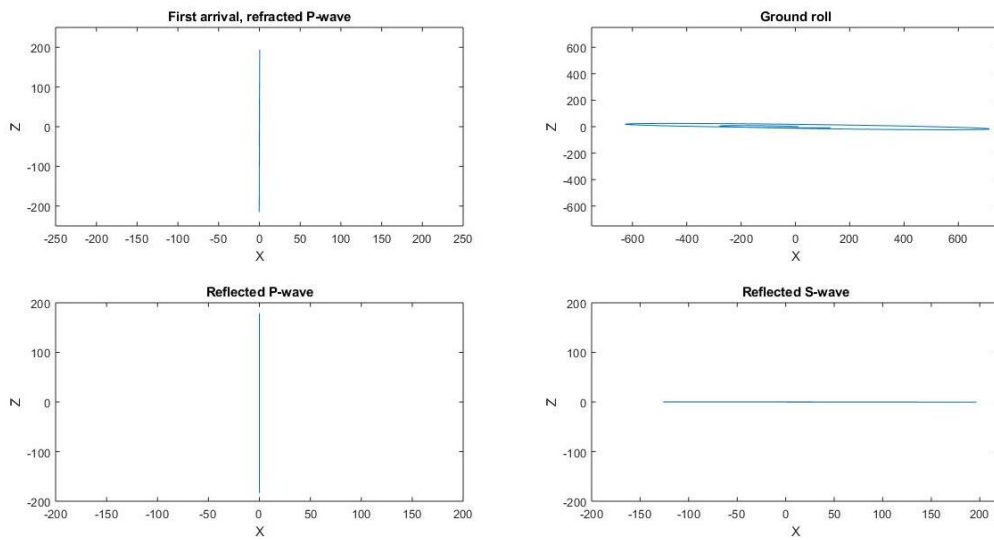 First arrival, refracted P-wave
200
100
0
-100
-200
Z
-250 -200 -150 -100 -50 0 50 100 150 200 250
X
Ground roll
600
400
200
0
-200
-400
-600
Z
-600 -400 -200 0 200 400 600
X
Reflected P-wave
200
100
0
-100
-200
Z
-200 -150 -100 -50 0 50 100 150 200
X
Reflected S-wave
200
100
0
-100
-200
Z
-200 -150 -100 -50 0 50 100 150 200
X